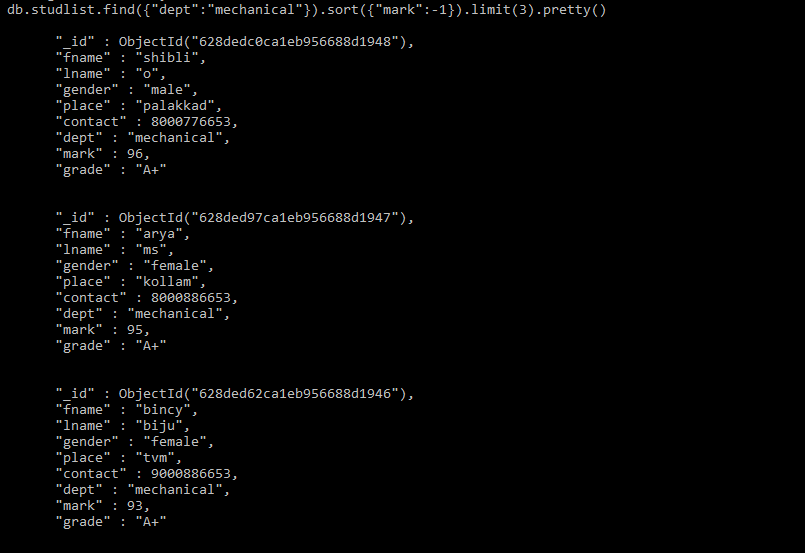 db.studlist.find({"dept":"mechanical"}).sort({"mark":-1}).limit(3).pretty()
"_id" : ObjectId("628dedc0ca1eb956688d1948"),
"fname" : "shibli",
"lname" : "o",
"gender" : "male",
"place" : "palakkad",
"contact" : 8000776653,
"dept" : "mechanical",
"mark" : 96,
"grade" : "A+"
"_id" : ObjectId("628ded97ca1eb956688d1947"),
"fname" : "arya",
"lname" : "ms",
"gender" : "female",
"place" : "kollam",
"contact" : 8000886653,
"dept" : "mechanical",
"mark" : 95,
"grade" : "A+"
"_id" : ObjectId("628ded62ca1eb956688d1946"),
"fname" : "bincy",
"lname" : "biju",
"gender" : "female",
"place" : "tvm",
"contact" : 9000886653,
"dept" : "mechanical",
"mark" : 93,
"grade" : "A+"